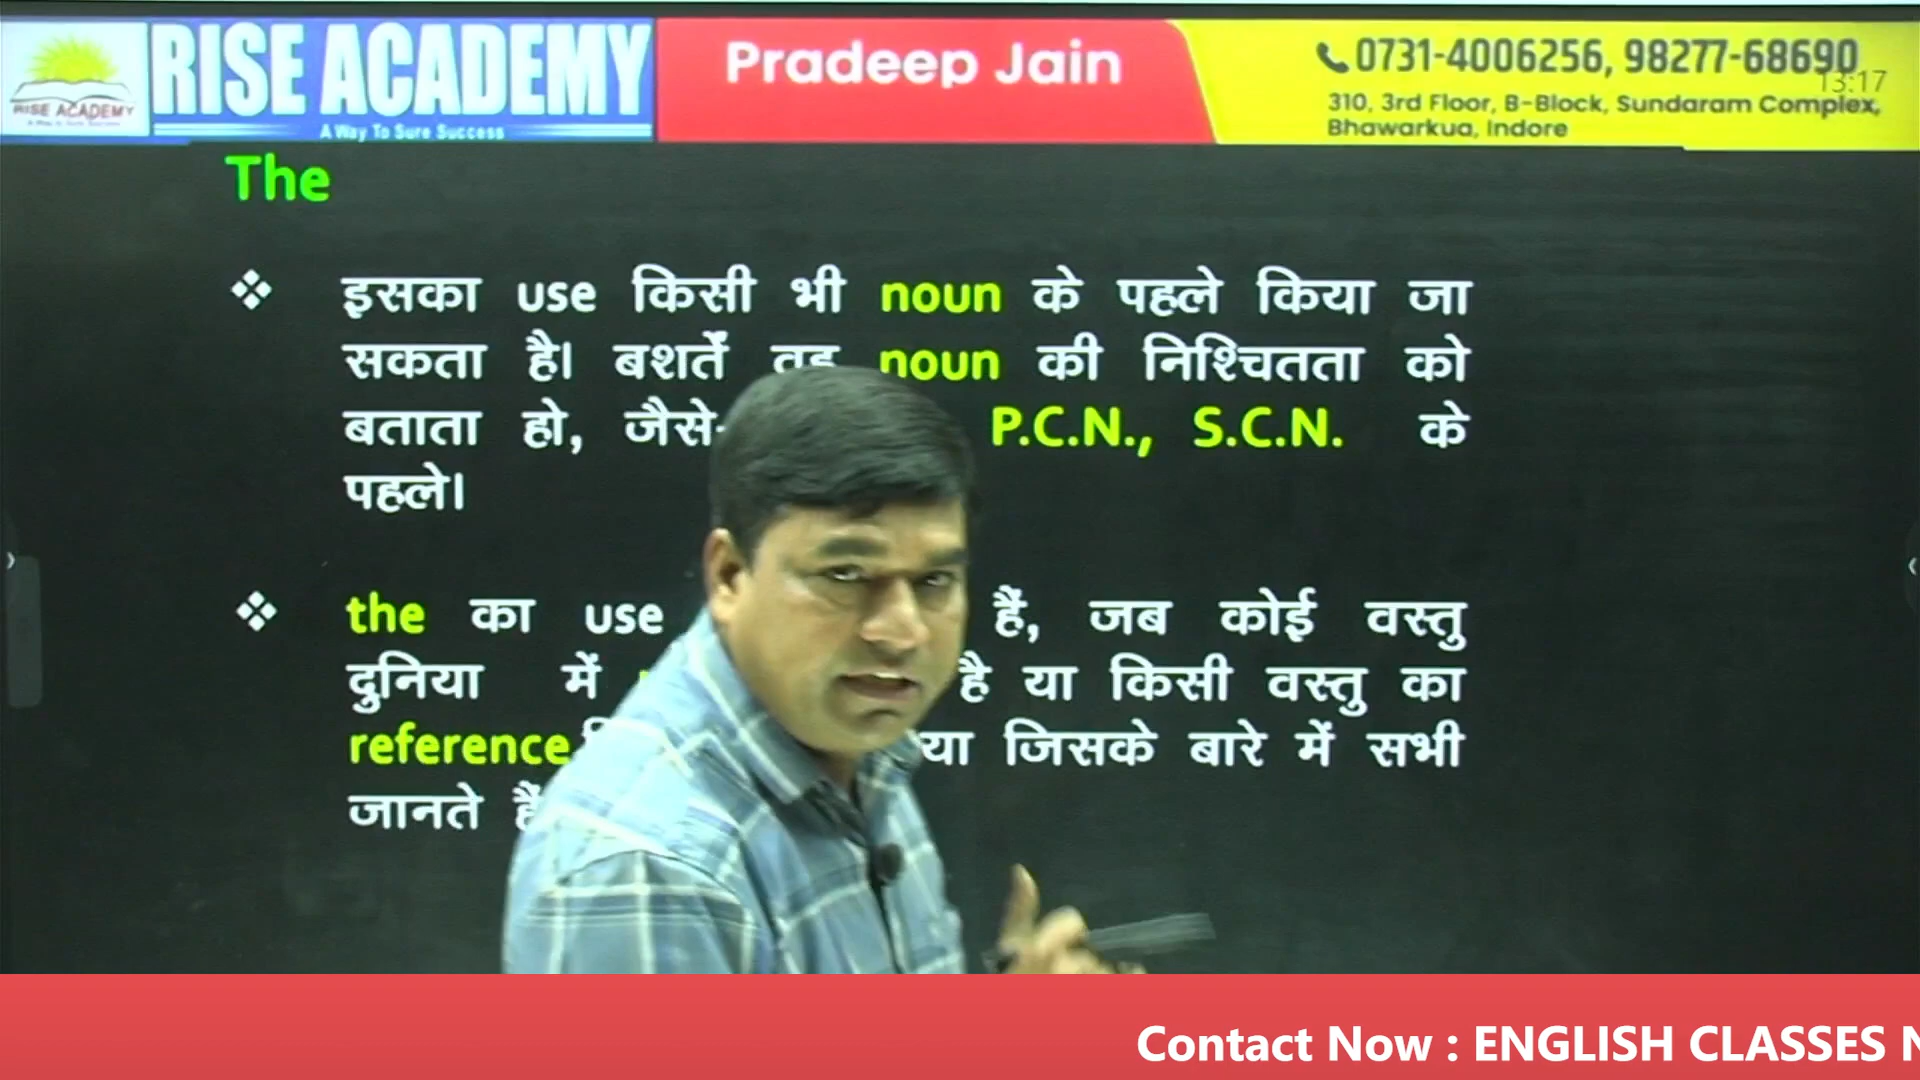 RISE ACADEMY
A Way To Sure Success
RISE ACADEMY
Pradeep Jain
0731-4006256, 98277-68690
13:17
310, 3rd Floor, B-Block, Sundaram Complex,
Bhawarkua, Indore
The
❖ इसका use किसी भी noun के पहले किया जा
सकता है। बशर्तें वह noun की निश्चितता को
बताता हो, जैसे- P.C.N., S.C.N. के
पहले।
❖ the का use हैं, जब कोई वस्तु
दुनिया में है या किसी वस्तु का
reference या जिसके बारे में सभी
जानते हैं
Contact Now : ENGLISH CLASSES N